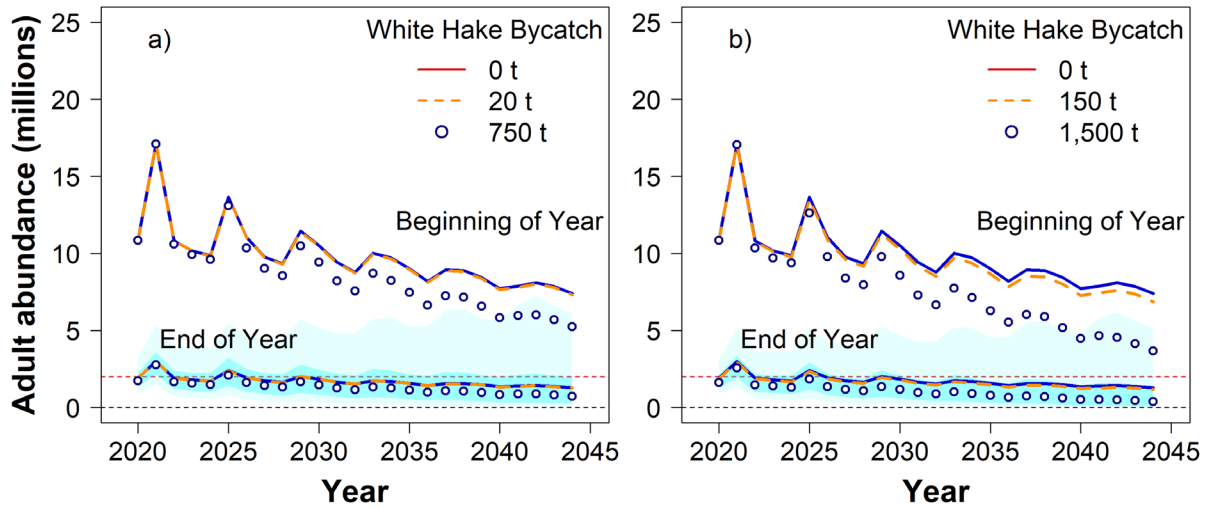 Adult abundance (millions)
25
20
15
10
5
0
a)
White Hake Bycatch
0 t
20 t
750 t
Beginning of Year
End of Year
2020 2025 2030 2035 2040 2045
Year
25
20
15
10
5
0
b)
White Hake Bycatch
0 t
150 t
1,500 t
Beginning of Year
End of Year
2020 2025 2030 2035 2040 2045
Year